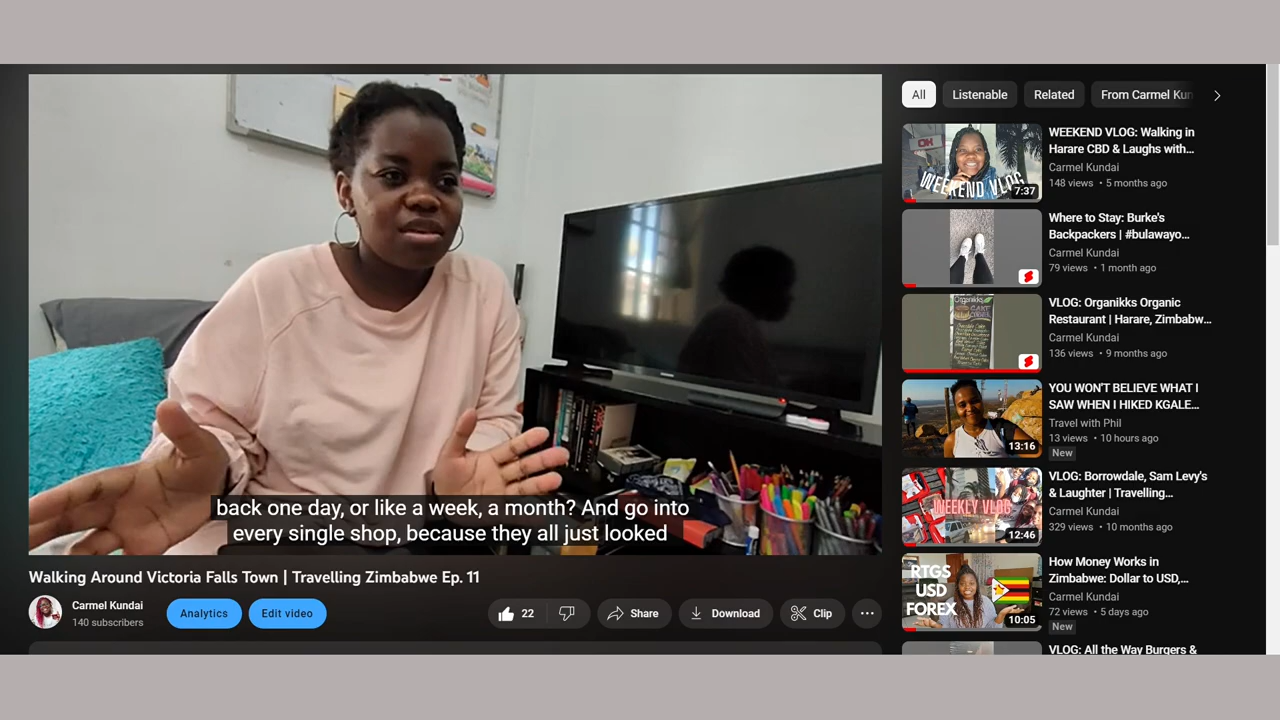 back one day, or like a week, a month? And go into
every single shop, because they all just looked
Walking Around Victoria Falls Town | Travelling Zimbabwe Ep. 11
Carmel Kundai
140 subscribers
Analytics
Edit video
22
Share
Download
Clip
All
Listenable
Related
From Carmel Kun
OK
WEEKEND VLOG
7:37
WEEKEND VLOG: Walking in
Harare CBD & Laughs with...
Carmel Kundai
148 views • 5 months ago
Where to Stay: Burke's
Backpackers | #bulawayo...
Carmel Kundai
79 views • 1 month ago
Organikks
CAKE
VLOG: Organikks Organic
Restaurant | Harare, Zimbabw...
Carmel Kundai
136 views • 9 months ago
13:16
YOU WON'T BELIEVE WHAT I
SAW WHEN I HIKED KGALE...
Travel with Phil
13 views • 10 hours ago
New
WEEKLY VLOG
12:46
VLOG: Borrowdale, Sam Levy's
& Laughter | Travelling...
Carmel Kundai
329 views • 10 months ago
RTGS
USD
FOREX
10:05
How Money Works in
Zimbabwe: Dollar to USD,...
Carmel Kundai
72 views • 5 days ago
New
VLOG: All the Way Burgers &